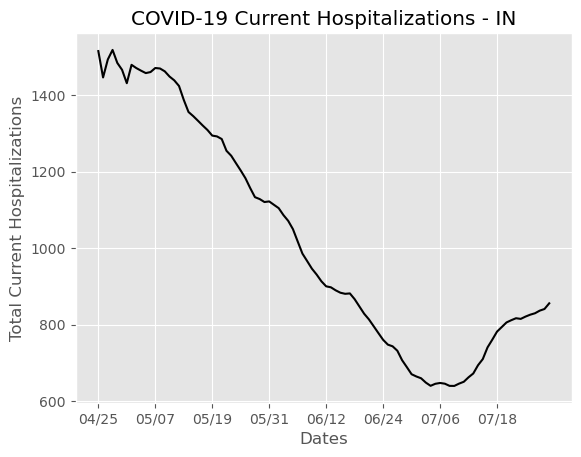 COVID-19 Current Hospitalizations - IN
Total Current Hospitalizations
1400
1200
1000
800
600
04/25 05/07 05/19 05/31 06/12 06/24 07/06 07/18
Dates